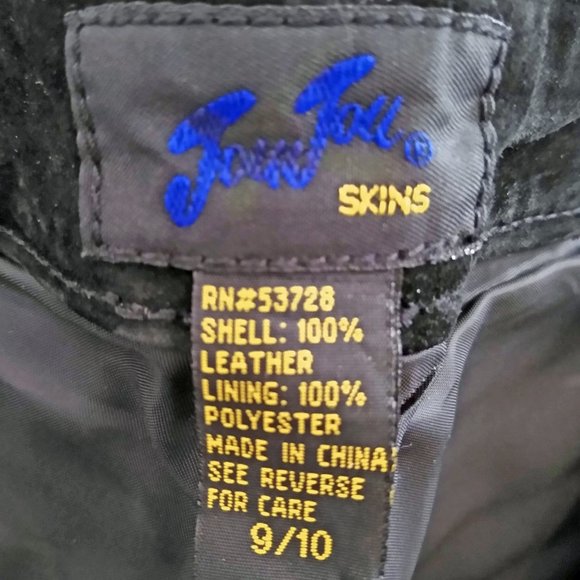 Jou Jou®
SKINS
RN#53728
SHELL: 100%
LEATHER
LINING: 100%
POLYESTER
MADE IN CHINA
SEE REVERSE
FOR CARE
9/10